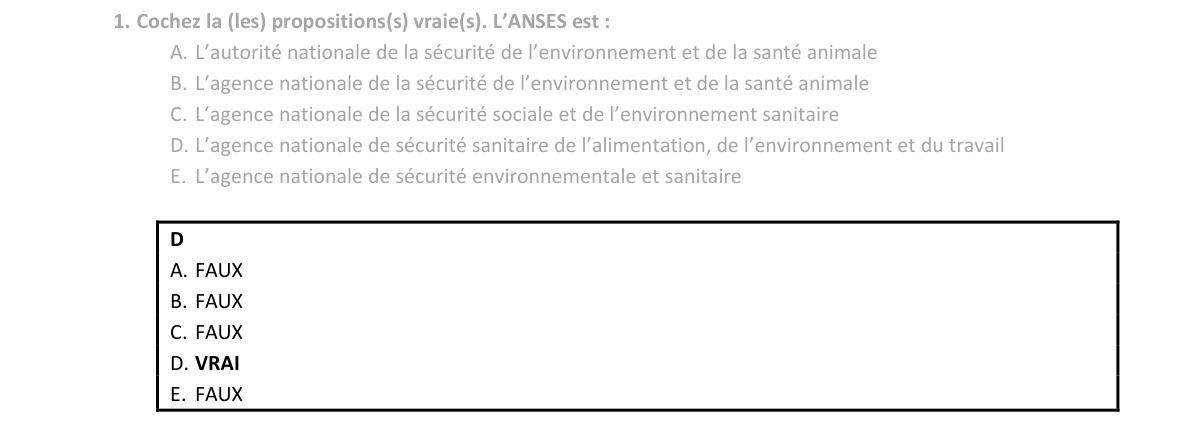 1. Cochez la (les) propositions(s) vraie(s). L’ANSES est :
A. L’autorité nationale de la sécurité de l’environnement et de la santé animale
B. L’agence nationale de la sécurité de l’environnement et de la santé animale
C. L’agence nationale de la sécurité sociale et de l’environnement sanitaire
D. L’agence nationale de sécurité sanitaire de l’alimentation, de l’environnement et du travail
E. L’agence nationale de sécurité environnementale et sanitaire
D
A. FAUX
B. FAUX
C. FAUX
D. VRAI
E. FAUX